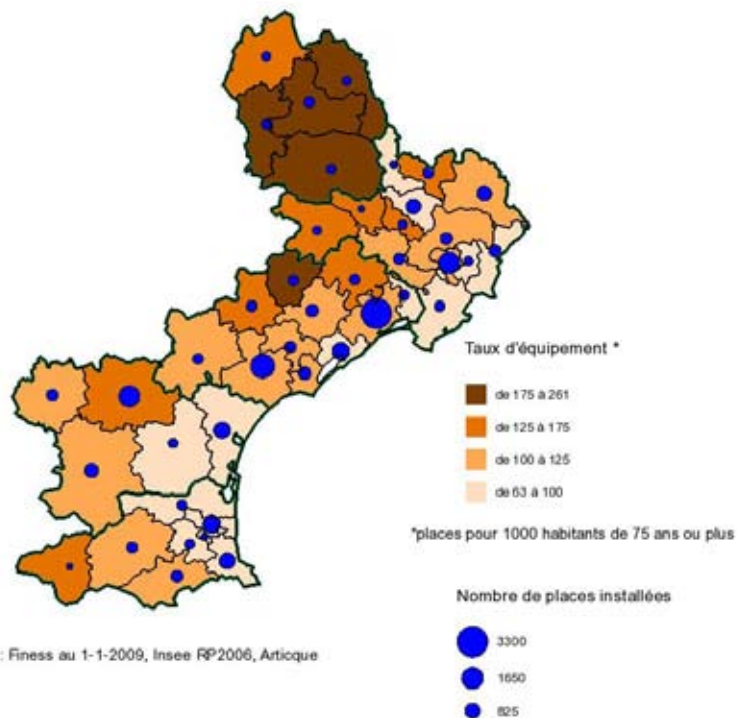 Taux d'équipement *
de 175 à 261
de 125 à 175
de 100 à 125
de 63 à 100
*places pour 1000 habitants de 75 ans ou plus
Nombre de places installées
3300
1650
825
: Finess au 1-1-2009, Insee RP2006, Articque